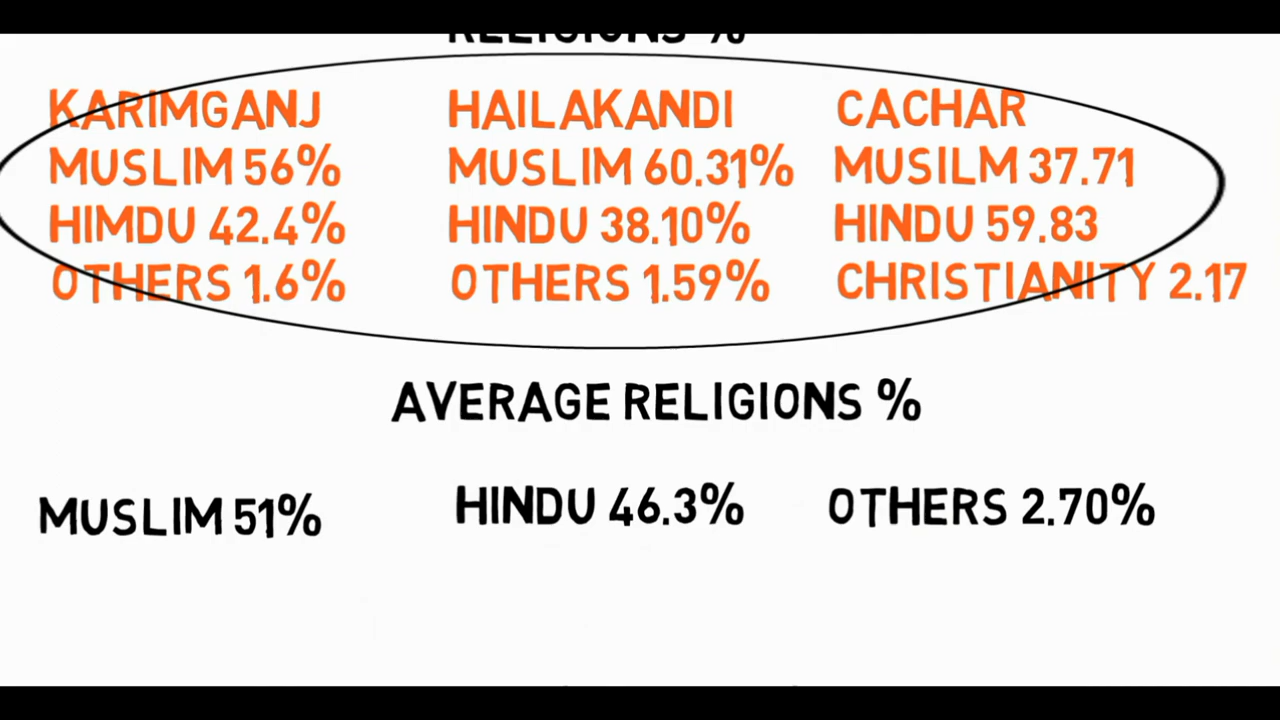 RELIGIONS %
KARIMGANJ
MUSLIM 56%
HIMDU 42.4%
OTHERS 1.6%
HAILAKANDI
MUSLIM 60.31%
HINDU 38.10%
OTHERS 1.59%
CACHAR
MUSILM 37.71
HINDU 59.83
CHRISTIANITY 2.17
AVERAGE RELIGIONS %
MUSLIM 51%
HINDU 46.3%
OTHERS 2.70%